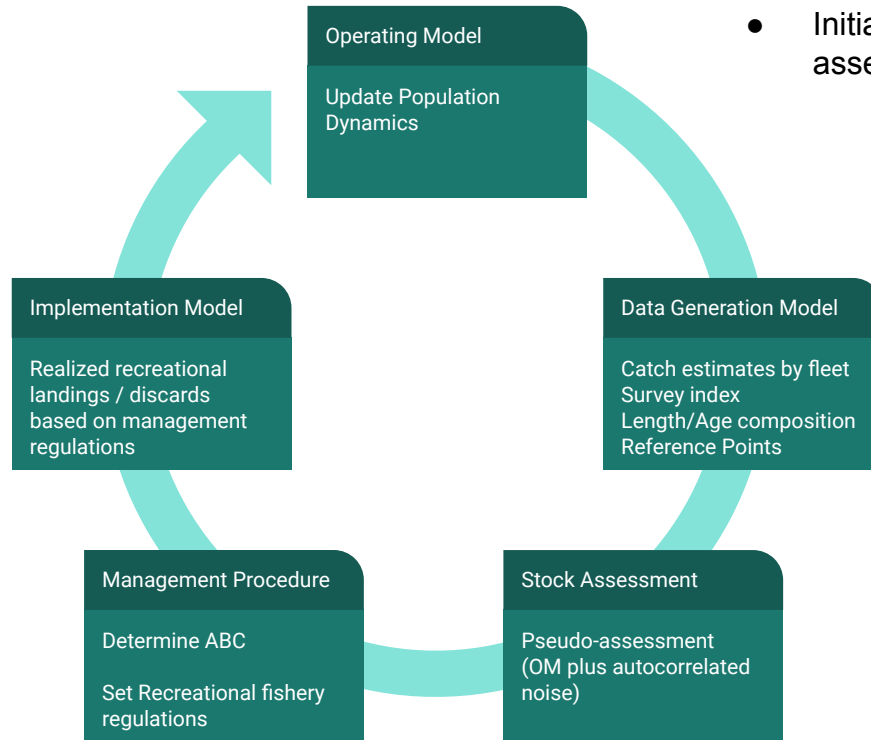 Operating Model
Update Population
Dynamics
●
Data Generation Model
Catch estimates by fleet
Survey index
Length/Age composition
Reference Points
Stock Assessment
Pseudo-assessment
(OM plus autocorrelated
noise)
Management Procedure
Determine ABC
Set Recreational fishery
regulations
Implementation Model
Realized recreational
landings / discards
based on management
regulations